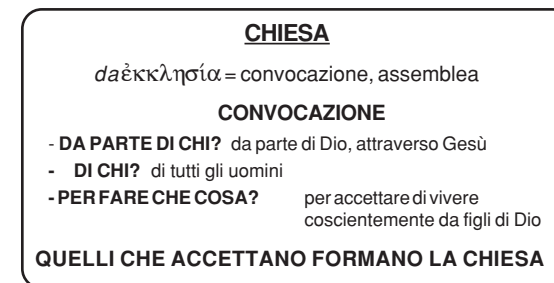 CHIESA
da ἐκκλησία = convocazione, assemblea
CONVOCAZIONE
- DA PARTE DI CHI? da parte di Dio, attraverso Gesù
- DI CHI? di tutti gli uomini
- PER FARE CHE COSA? per accettare di vivere
coscientemente da figli di Dio
QUELLI CHE ACCETTANO FORMANO LA CHIESA